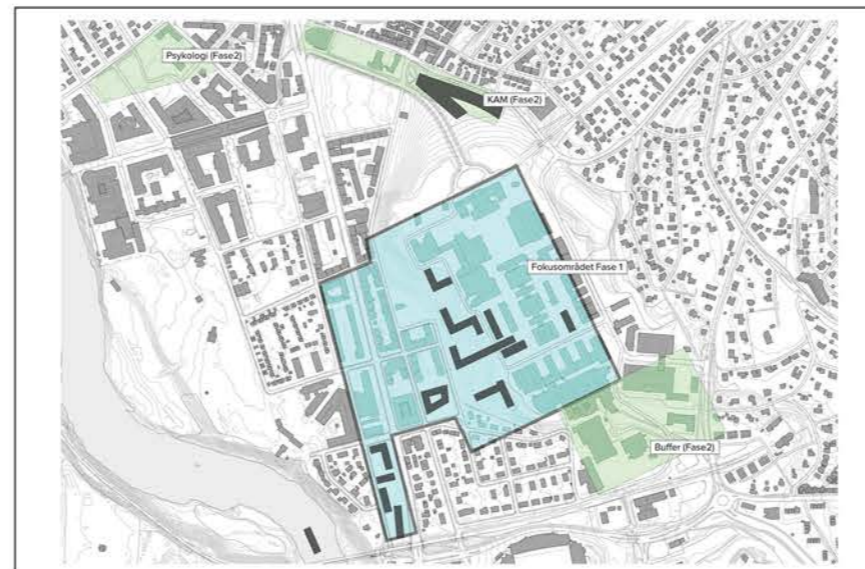 Psykologi (Fase2)
KAM (Fase2)
Fokusområdet Fase 1
Buffer (Fase2)